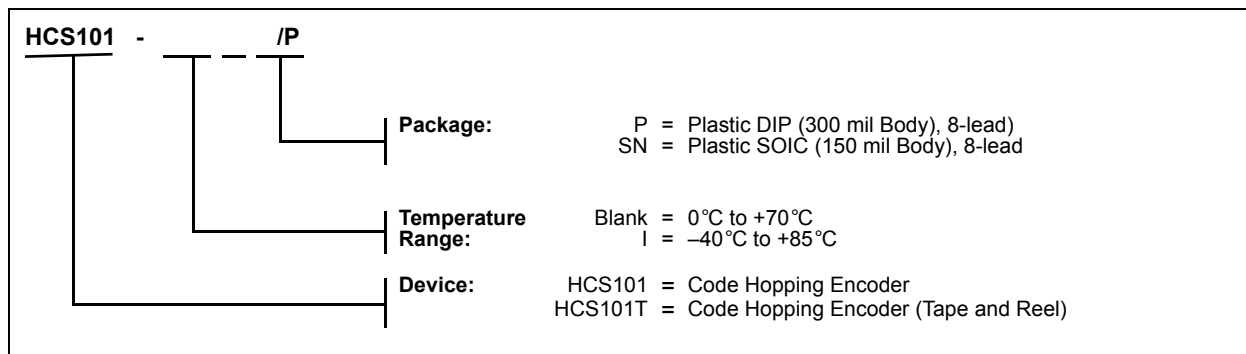 HCS101 - /P
Package: P = Plastic DIP (300 mil Body), 8-lead)
SN = Plastic SOIC (150 mil Body), 8-lead
Temperature Blank = 0°C to +70°C
Range: I = –40°C to +85°C
Device: HCS101 = Code Hopping Encoder
HCS101T = Code Hopping Encoder (Tape and Reel)